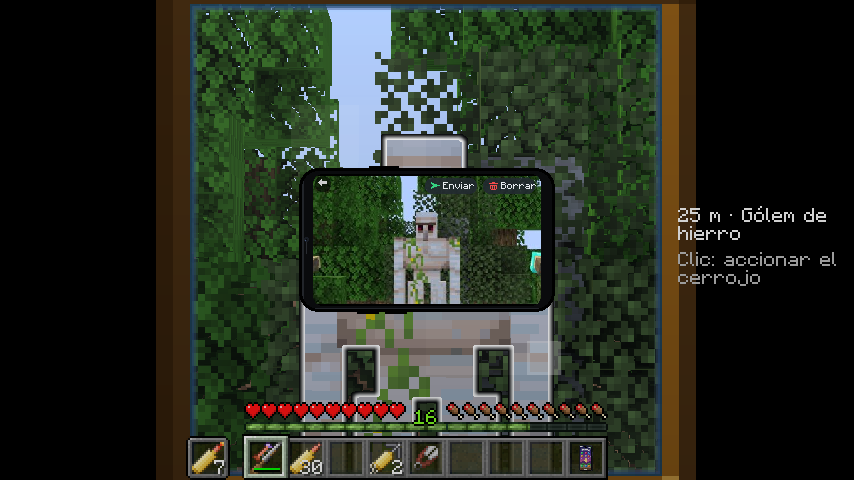 ← Enviar Borrar
25 m · Gólem de
hierro
Clic: accionar el
cerrojo
16
7
30
2